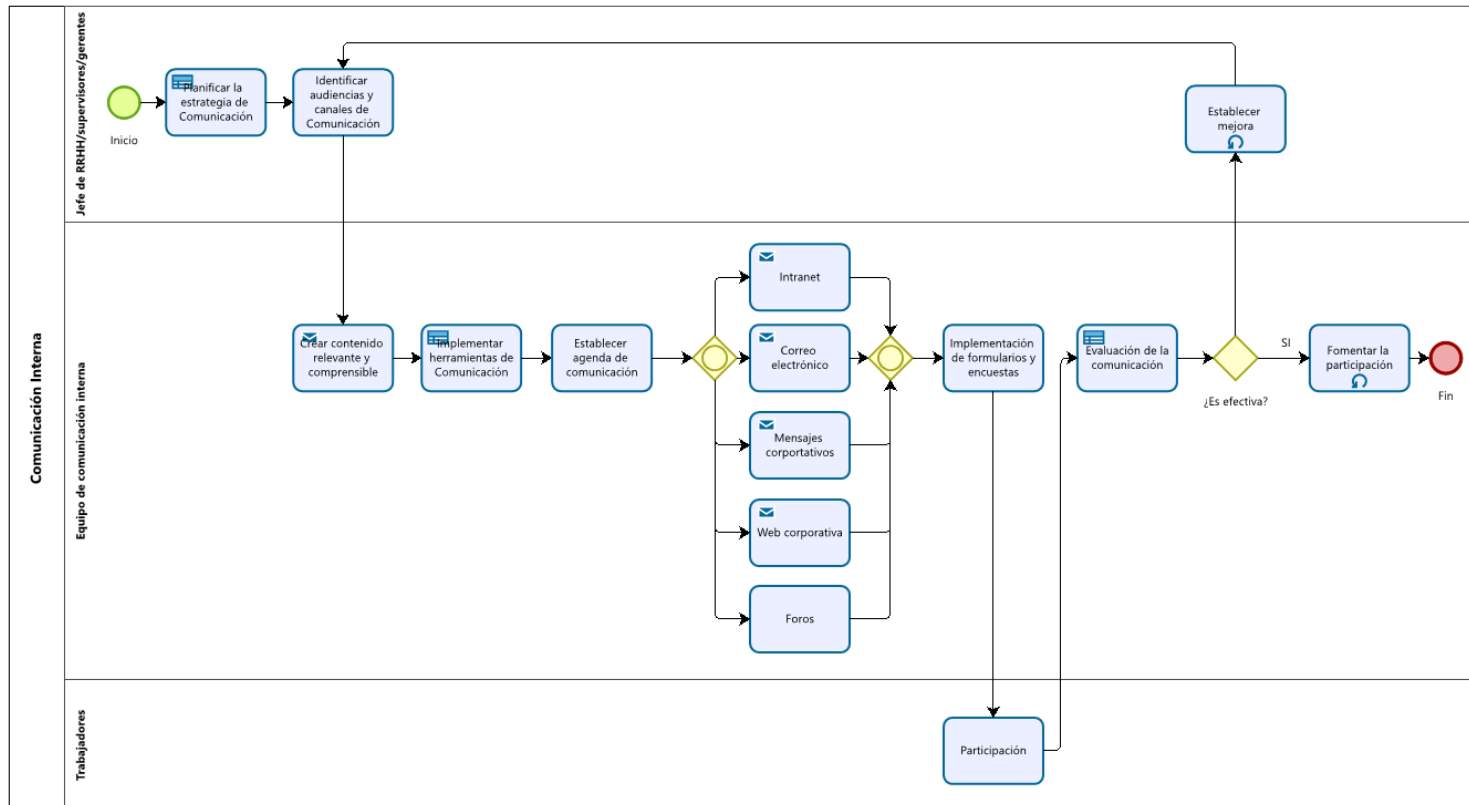 Comunicación Interna
Jefe de RRHH/supervisores/gerentes
Inicio
Planificar la
estrategia de
Comunicación
Identificar
audiencias y
canales de
Comunicación
Establecer
mejora
Equipo de comunicación interna
Crear contenido
relevante y
comprensible
Implementar
herramientas de
Comunicación
Establecer
agenda de
comunicación
Intranet
Correo
electrónico
Mensajes
corportativos
Web corporativa
Foros
Implementación
de formularios y
encuestas
Evaluación de la
comunicación
¿Es efectiva?
SI
Fomentar la
participación
Fin
Trabajadores
Participación